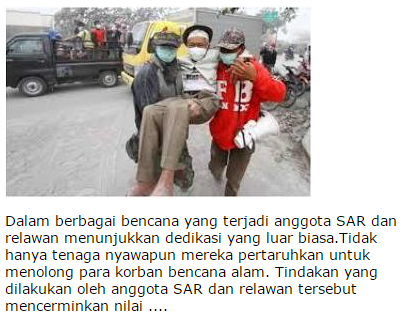 F B
Dalam berbagai bencana yang terjadi anggota SAR dan
relawan menunjukkan dedikasi yang luar biasa.Tidak
hanya tenaga nyawapun mereka pertaruhkan untuk
menolong para korban bencana alam. Tindakan yang
dilakukan oleh anggota SAR dan relawan tersebut
mencerminkan nilai ....